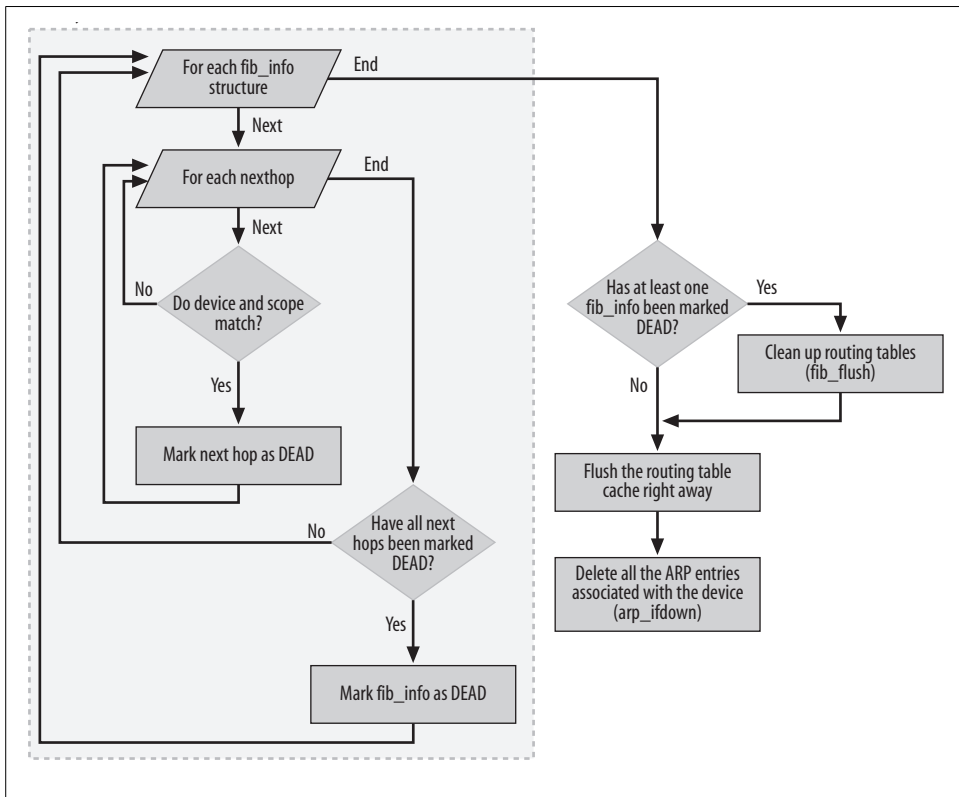 For each fib_info
structure
End
Next
For each nexthop
End
Next
No
Do device and scope
match?
Yes
Mark next hop as DEAD
No
Have all next
hops been marked
DEAD?
Yes
Mark fib_info as DEAD
Has at least one
fib_info been marked
DEAD?
Yes
Clean up routing tables
(fib_flush)
No
Flush the routing table
cache right away
Delete all the ARP entries
associated with the device
(arp_ifdown)